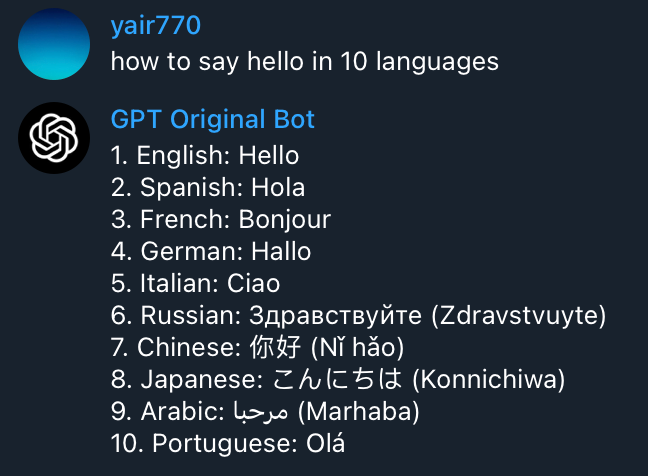 yair770
how to say hello in 10 languages
GPT Original Bot
1. English: Hello
2. Spanish: Hola
3. French: Bonjour
4. German: Hallo
5. Italian: Ciao
6. Russian: Здравствуйте (Zdravstvuyte)
7. Chinese: 你好 (Nǐ hǎo)
8. Japanese: こんにちは (Konnichiwa)
9. Arabic: مرحبا (Marhaba)
10. Portuguese: Olá